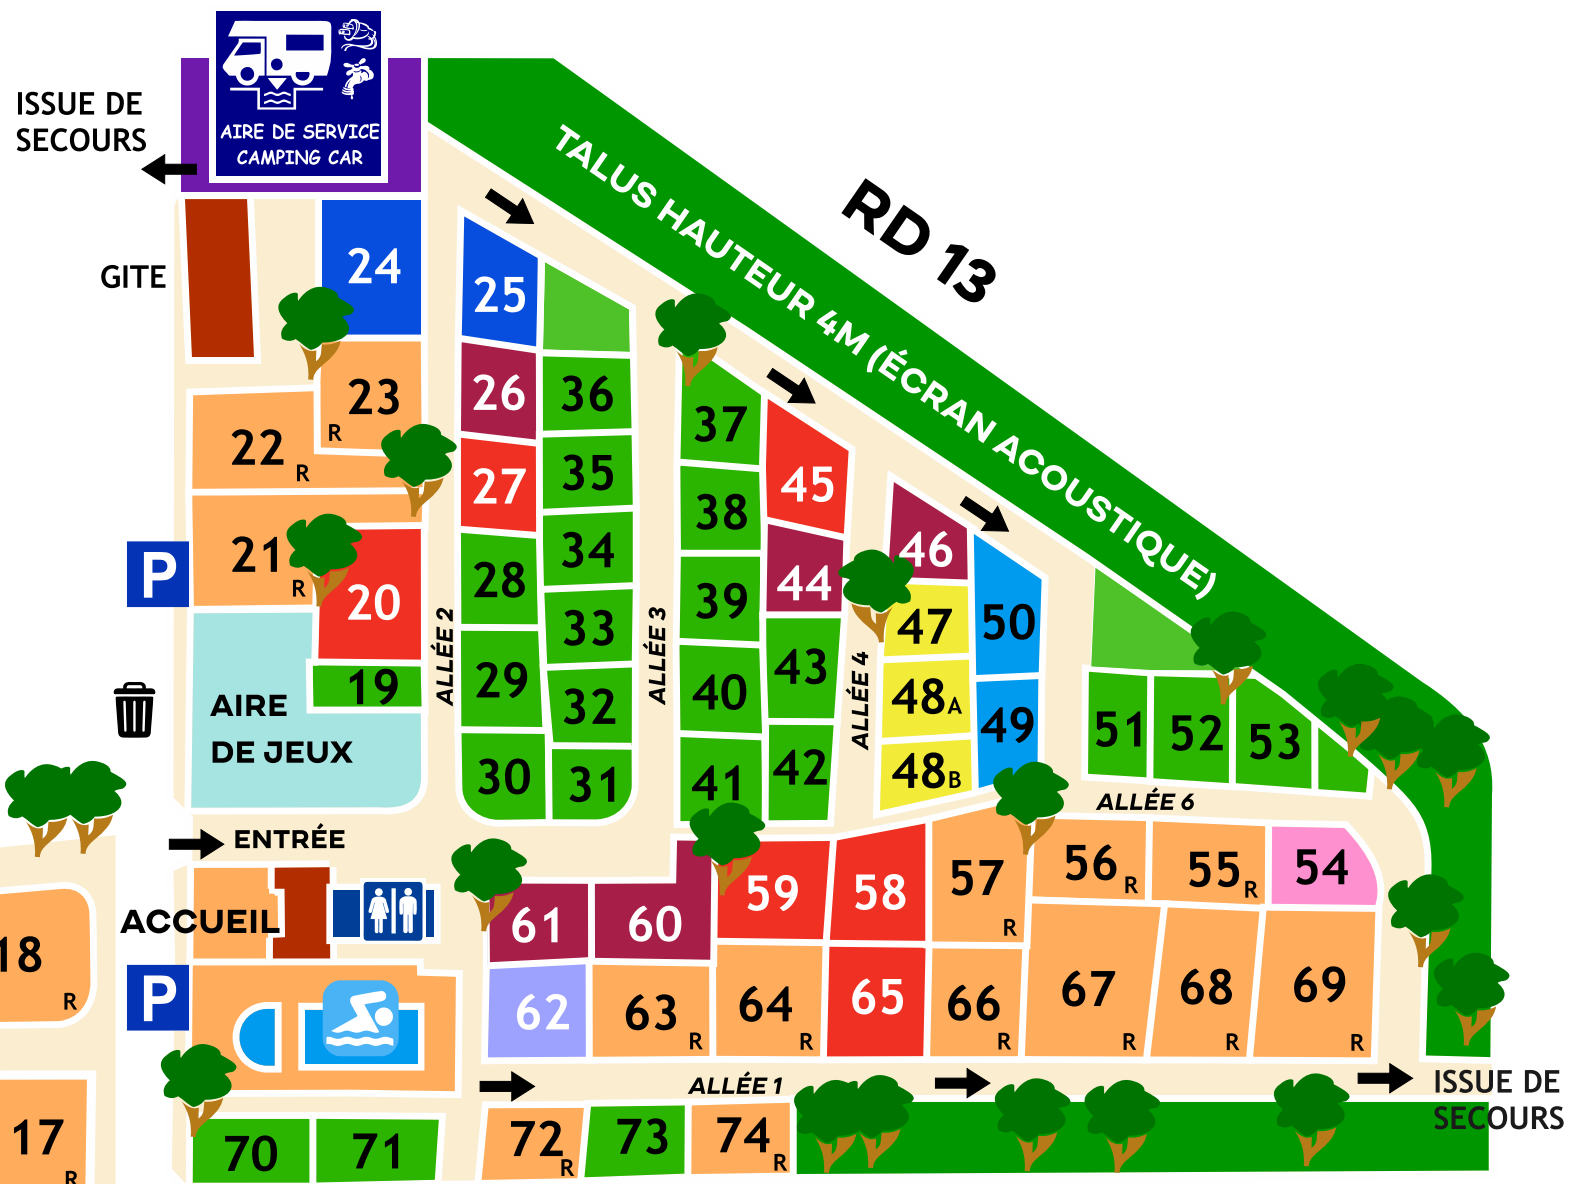 AIRE DE SERVICE
CAMPING CAR
ISSUE DE
SECOURS
TALUS HAUTEUR 4M (ÉCRAN ACOUSTIQUE)
RD 13
GITE
24
25
26
27
28
29
30
36
35
34
33
32
31
23
R
22
R
21
R
20
19
P
AIRE
DE JEUX
ALLÉE 2
ALLÉE 3
37
38
39
40
41
45
44
43
42
ALLÉE 4
46
47
48A
48B
50
49
51
52
53
ALLÉE 6
ENTRÉE
ACCUEIL
P
18
R
17
R
61
60
59
58
57
R
56
R
55
R
54
62
63
R
64
R
65
66
R
67
R
68
R
69
R
ALLÉE 1
ISSUE DE
SECOURS
70
71
72
R
73
74
R